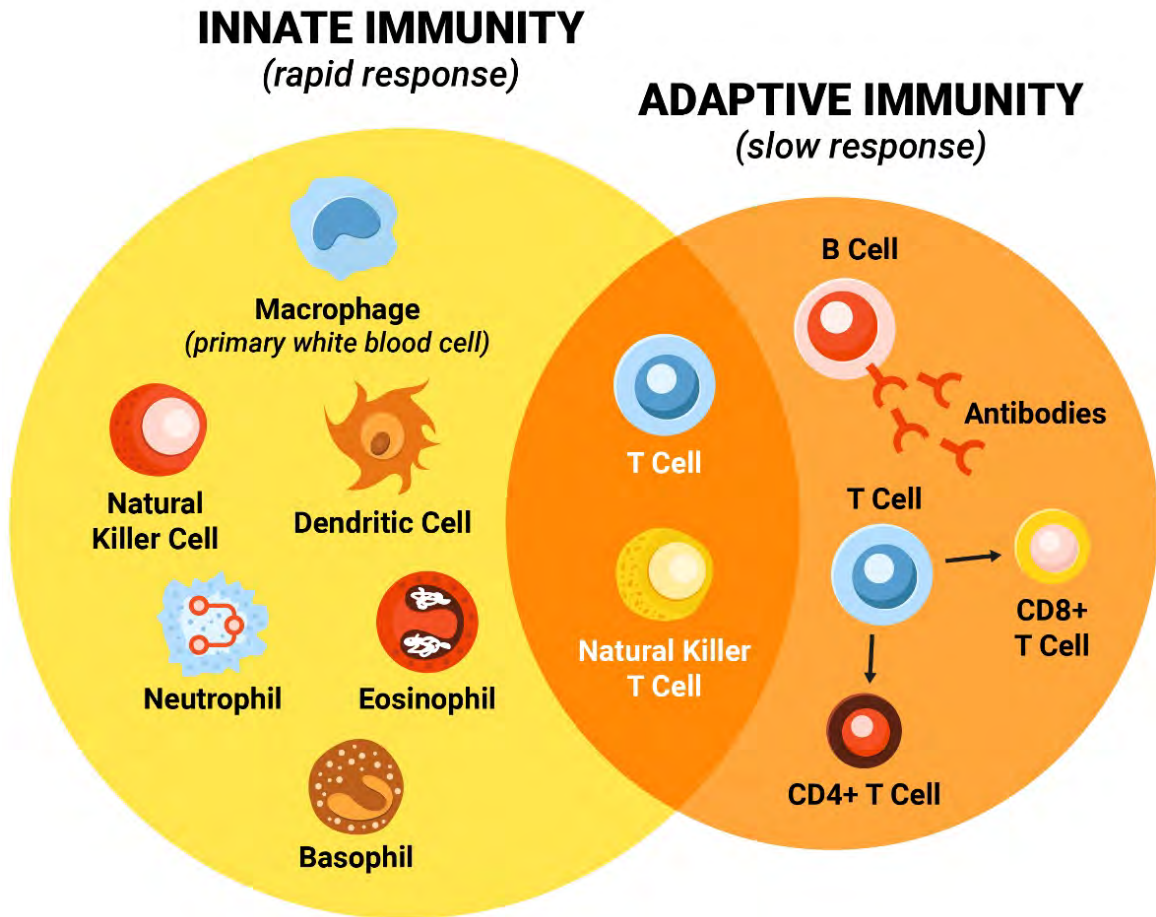 INNATE IMMUNITY
(rapid response)
ADAPTIVE IMMUNITY
(slow response)
Macrophage
(primary white blood cell)
Natural
Killer Cell
Dendritic Cell
Neutrophil
Eosinophil
Basophil
T Cell
Natural Killer
T Cell
B Cell
Antibodies
T Cell
CD8+
T Cell
CD4+ T Cell